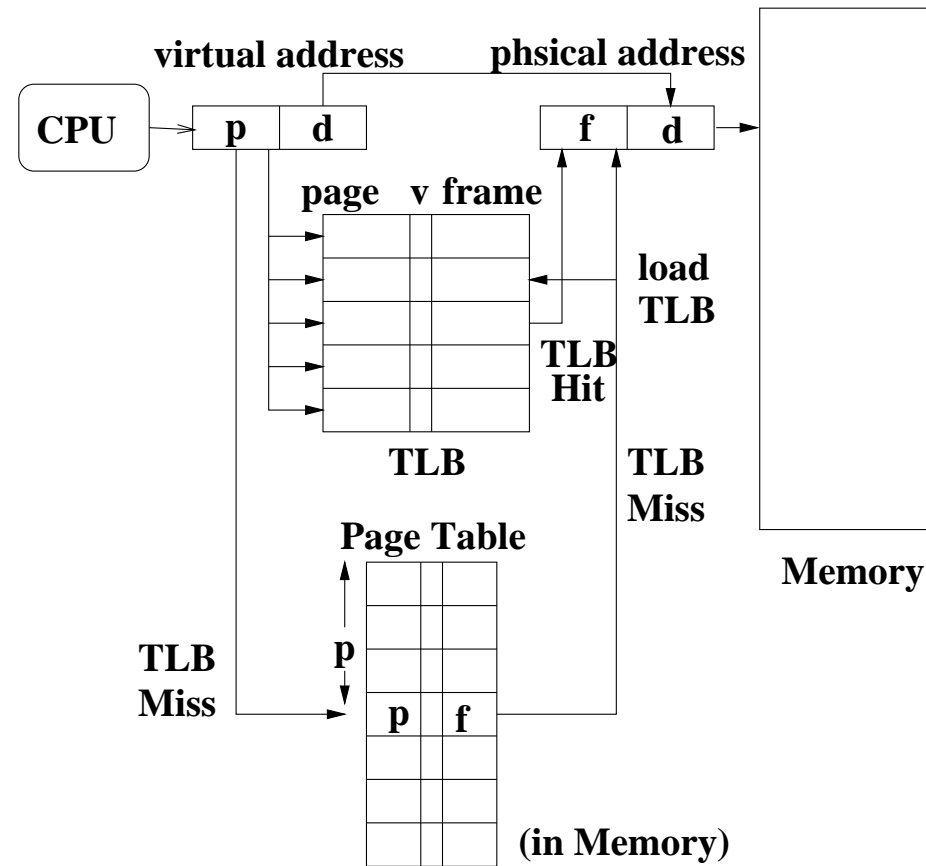 virtual address
phsical address
CPU
p
d
f
d
page v frame
load
TLB
TLB
Hit
TLB
TLB
Miss
Page Table
Memory
p
TLB
Miss
p
f
(in Memory)